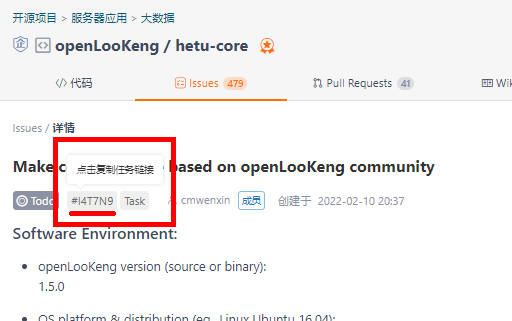 开源项目 > 服务器应用 > 大数据
企 openLooKeng / hetu-core
代码 Issues 479 Pull Requests 41 Wik
Issues / 详情
Make based on openLooKeng community
点击复制任务链接
Todo #I4T7N9 Task cmwenxin 成员 创建于 2022-02-10 20:37
Software Environment:
openLooKeng version (source or binary):
1.5.0
OS platform & distribution (eg., Linux Ubuntu 16.04):